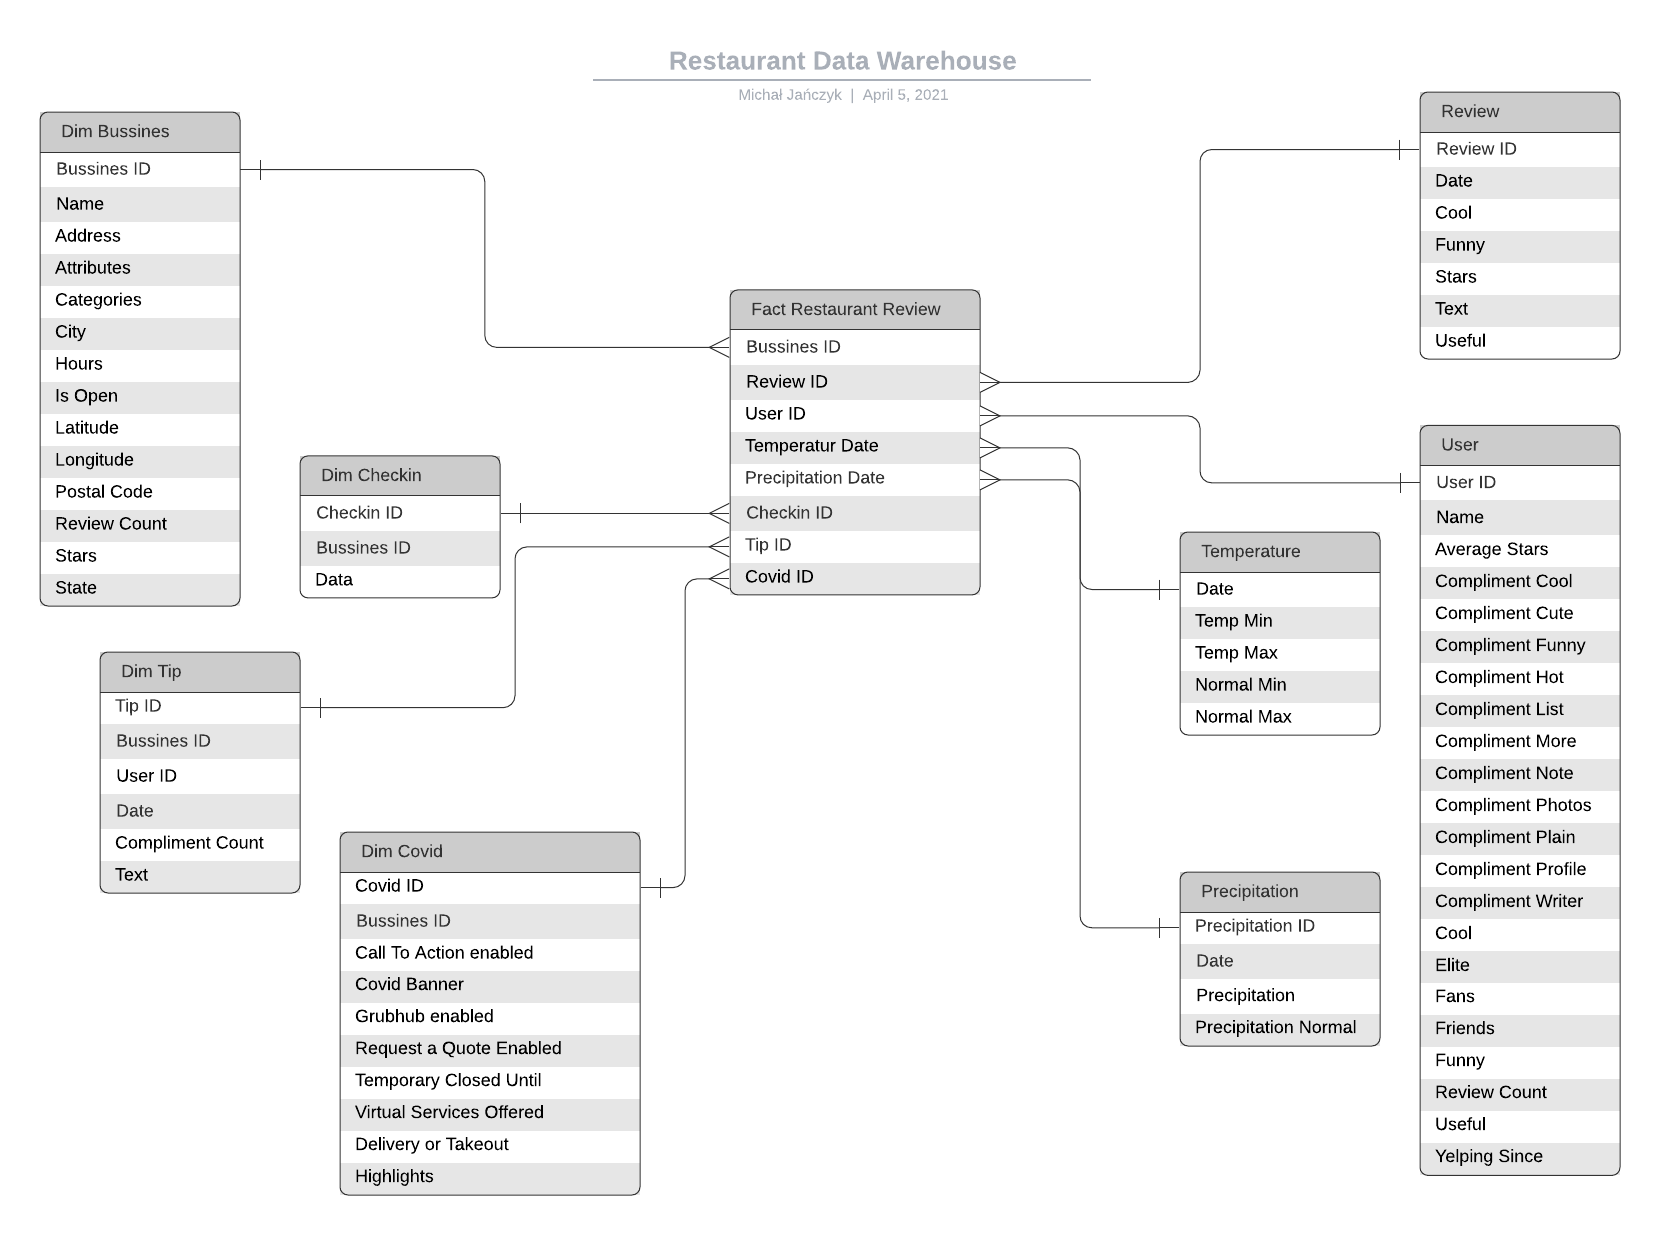 Restaurant Data Warehouse
Michał Jańczyk | April 5, 2021
Dim Bussines
Bussines ID
Name
Address
Attributes
Categories
City
Hours
Is Open
Latitude
Longitude
Postal Code
Review Count
Stars
State
Dim Checkin
Checkin ID
Bussines ID
Data
Dim Tip
Tip ID
Bussines ID
User ID
Date
Compliment Count
Text
Dim Covid
Covid ID
Bussines ID
Call To Action enabled
Covid Banner
Grubhub enabled
Request a Quote Enabled
Temporary Closed Until
Virtual Services Offered
Delivery or Takeout
Highlights
Fact Restaurant Review
Bussines ID
Review ID
User ID
Temperatur Date
Precipitation Date
Checkin ID
Tip ID
Covid ID
Review
Review ID
Date
Cool
Funny
Stars
Text
Useful
Temperature
Date
Temp Min
Temp Max
Normal Min
Normal Max
Precipitation
Precipitation ID
Date
Precipitation
Precipitation Normal
User
User ID
Name
Average Stars
Compliment Cool
Compliment Cute
Compliment Funny
Compliment Hot
Compliment List
Compliment More
Compliment Note
Compliment Photos
Compliment Plain
Compliment Profile
Compliment Writer
Cool
Elite
Fans
Friends
Funny
Review Count
Useful
Yelping Since